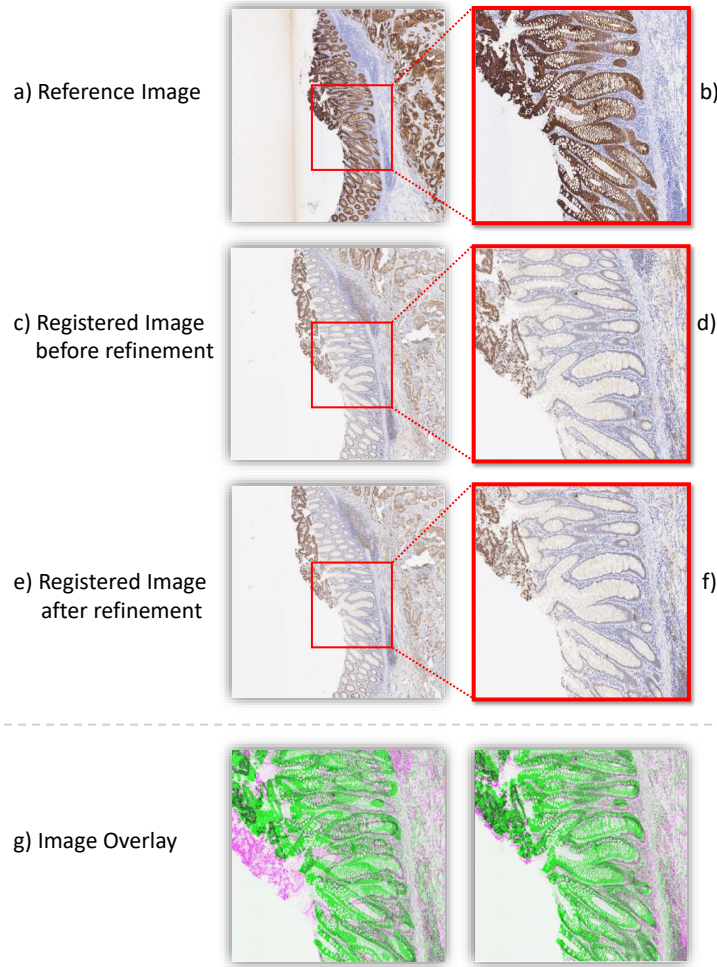 a) Reference Image
b)
c) Registered Image
before refinement
d)
e) Registered Image
after refinement
f)
g) Image Overlay